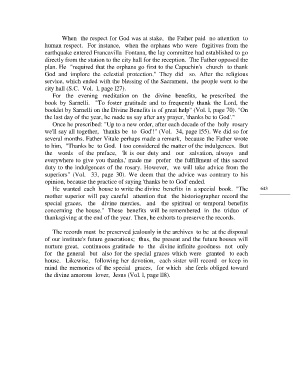 When the respect for God was at stake, the Father paid no attention to
human respect. For instance, when the orphans who were fugitives from the
earthquake entered Francavilla Fontana, the lay committee had established to go
directly from the station to the city hall for the reception. The Father opposed the
plan. He "required that the orphans go first to the Capuchin's church to thank
God and implore the celestial protection." They did so. After the religious
service, which ended with the blessing of the Sacrament, the people went to the
city hall (S.C. Vol. 1, page 127).
For the evening meditation on the divine benefits, he prescribed the
book by Sarnelli. "To foster gratitude and to frequently thank the Lord, the
booklet by Sarnelli on the Divine Benefits is of great help" (Vol. 1, page 70). "On
the last day of the year, he made us say after any prayer, 'thanks be to God'."
Once he prescribed: "Up to a new order, after each decade of the holy rosary
we'll say all together, 'thanks be to God'!" (Vol. 34, page 155). We did so for
several months. Father Vitale perhaps made a remark, because the Father wrote
to him, "Thanks be to God. I too considered the matter of the indulgences. But
the words of the preface, 'It is our duty and our salvation, always and
everywhere to give you thanks,' made me prefer the fulfillment of this sacred
duty to the indulgences of the rosary. However, we will take advice from the
superiors" (Vol. 33, page 30). We deem that the advice was contrary to his
opinion, because the practice of saying 'thanks be to God' ended.
He wanted each house to write the divine benefits in a special book. "The
mother superior will pay careful attention that the historiographer record the
special graces, the divine mercies, and the spiritual or temporal benefits
concerning the house." These benefits will be remembered in the triduo of
thanksgiving at the end of the year. Then, he exhorts to preserve the records.
643
The records must be preserved jealously in the archives to be at the disposal
of our institute's future generations; thus, the present and the future houses will
nurture great, continuous gratitude to the divine infinite goodness not only
for the general but also for the special graces which were granted to each
house. Likewise, following her devotion, each sister will record or keep in
mind the memories of the special graces, for which she feels obliged toward
the divine amorous lover, Jesus (Vol. 1, page 118).